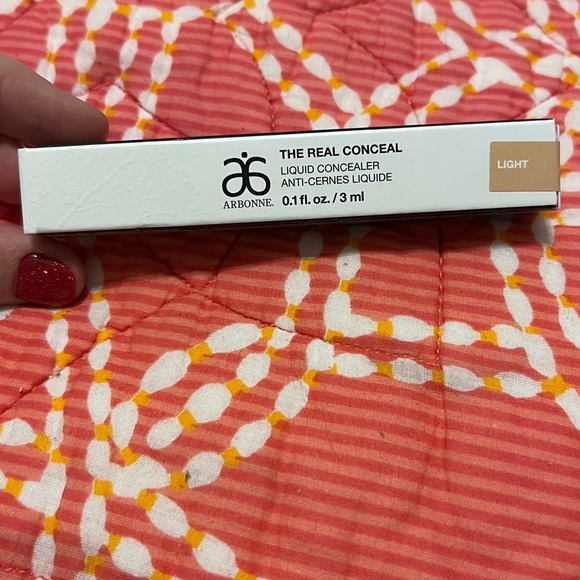 THE REAL CONCEAL
LIQUID CONCEALER
ANTI-CERNES LIQUIDE
0.1 fl. oz. / 3 ml
ARBONNE.
LIGHT